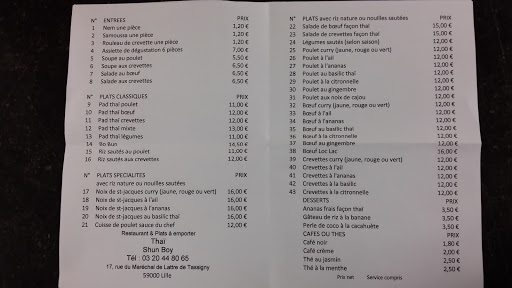 N° ENTREES PRIX
1 Nem une pièce 1,20 €
2 Samoussa une pièce 1,20 €
3 Rouleau de crevette une pièce 1,20 €
4 Assiette de dégustation 6 pièces 7,00 €
5 Soupe au poulet 5,50 €
6 Soupe aux crevettes 6,50 €
7 Salade au bœuf 6,50 €
8 Salade aux crevettes 6,50 €
N° PLATS CLASSIQUES PRIX
9 Pad thaï poulet 11,00 €
10 Pad thaï bœuf 12,00 €
11 Pad thaï crevettes 12,00 €
12 Pad thaï mixte 13,00 €
13 Pad thaï légumes 11,00 €
14 Bo Bun 14,50 €
15 Riz sautés au poulet 11,00 €
16 Riz sautés aux crevettes 12,00 €
N° PLATS SPECIALITES PRIX
avec riz nature ou nouilles sautées
17 Noix de st-jacques curry (jaune, rouge ou vert) 16,00 €
18 Noix de st-jacques à l'ail 16,00 €
19 Noix de st-jacques à l'ananas 16,00 €
20 Noix de st-jacques au basilic thaï 16,00 €
21 Cuisse de poulet sauce du chef 12,00 €
Restaurant & Plats à emporter
Thaï
Shun Boy
Tél : 03 20 44 80 65
17, rue du Maréchal de Lattre de Tassigny
59000 Lille
N° PLATS avec riz nature ou nouilles sautées PRIX
22 Salade de bœuf façon thaï 15,00 €
23 Salade de crevettes façon thaï 15,00 €
24 Légumes sautés (selon saison) 12,00 €
25 Poulet curry (jaune, rouge ou vert) 12,00 €
26 Poulet à l'ail 12,00 €
27 Poulet à l'ananas 12,00 €
28 Poulet au basilic thaï 12,00 €
29 Poulet à la citronnelle 12,00 €
30 Poulet au gingembre 12,00 €
31 Poulet aux noix de cajou 12,00 €
32 Bœuf curry (jaune, rouge ou vert) 12,00 €
33 Bœuf à l'ail 12,00 €
34 Bœuf à l'ananas 12,00 €
35 Bœuf au basilic thaï 12,00 €
36 Bœuf à la citronnelle 12,00 €
37 Bœuf au gingembre 12,00 €
38 Bœuf Loc Lac 16,00 €
39 Crevettes curry (jaune, rouge ou vert) 12,00 €
40 Crevettes à l'ail 12,00 €
41 Crevettes à l'ananas 12,00 €
42 Crevettes au basilic thaï 12,00 €
43 Crevettes à la citronnelle 12,00 €
DESSERTS PRIX
Ananas frais façon thaï 3,50 €
Gâteau de riz à la banane 3,50 €
Perle de coco à la cacahuète 3,50 €
CAFES OU THES PRIX
Café noir 1,80 €
Café crème 2,00 €
Thé au jasmin 2,50 €
Thé à la menthe 2,50 €
Prix net Service compris